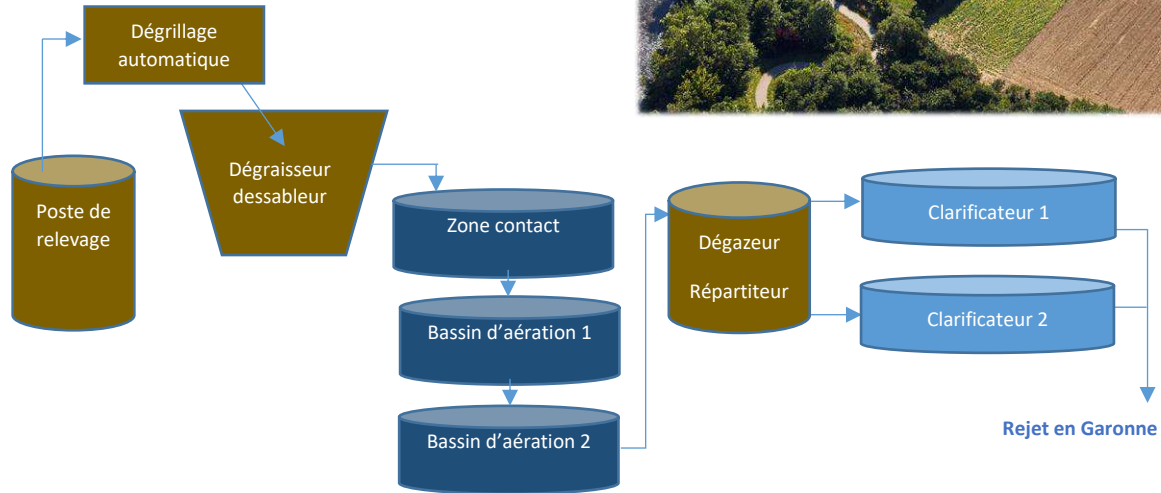 Dégrillage
automatique
Poste de
relevage
Dégraisseur
dessableur
Zone contact
Bassin d'aération 1
Bassin d'aération 2
Dégazeur
Répartiteur
Clarificateur 1
Clarificateur 2
Rejet en Garonne